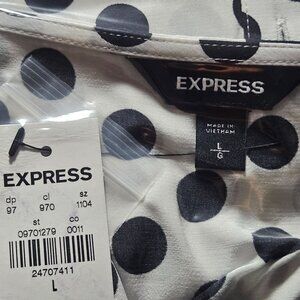 EXPRESS
MADE IN
VIETNAM
L
G
EXPRESS
dp cl sz
97 970 1104
st co
09701279 0011
24707411
L